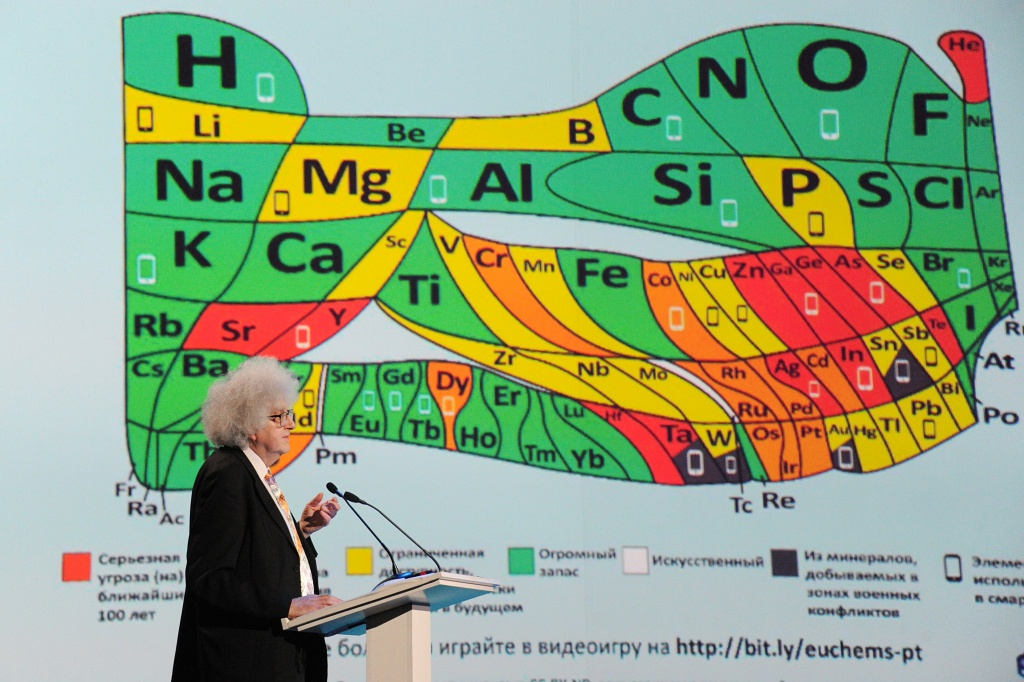 H He
Li Be B C N O F Ne
Na Mg Al Si P S Cl Ar
K Ca Sc Ti V Cr Mn Fe Co Ni Cu Zn Ga Ge As Se Br Kr
Rb Sr Y Zr Nb Mo Rh Ag Cd In Sn Sb Te I Xe
Cs Ba Sm Gd Dy Er Lu Hf Ta W Ru Os Pd Pt Ir Au Hg Tl Pb Bi At
Eu Tb Ho Tm Yb Po
Th Pm Tc Re
Fr
Ra
Ac
Серьезная
угроза (на)
100 лет
Ограниченная
в будущем
Огромный
запас
Искусственный
Из минералов,
добываемых в
зонах военных
конфликтов
играйте в видеоигру на http://bit.ly/euchems-pt